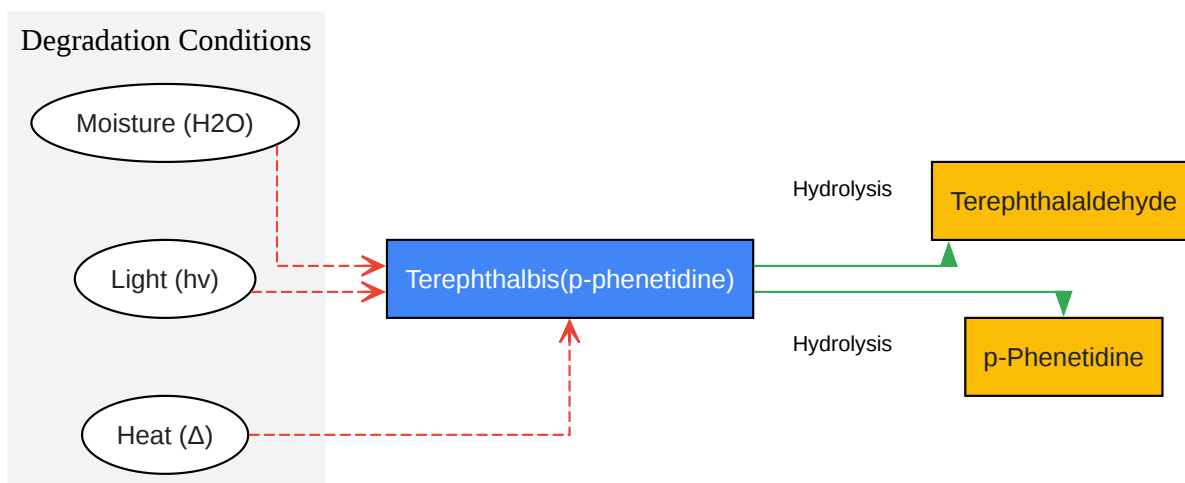 Degradation Conditions
Moisture (H2O)
Light (hv)
Heat (Δ)
Terephthalbis(p-phenetidine)
Hydrolysis
Terephthalaldehyde
Hydrolysis
p-Phenetidine